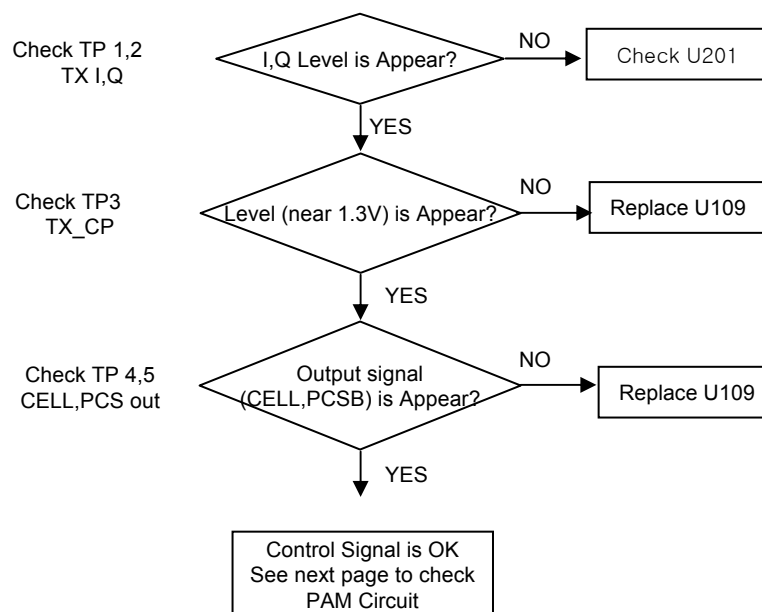 Check TP 1,2
TX I,Q
I,Q Level is Appear?
NO
Check U201
YES
Check TP3
TX_CP
Level (near 1.3V) is Appear?
NO
Replace U109
YES
Check TP 4,5
CELL,PCS out
Output signal
(CELL,PCSB) is Appear?
NO
Replace U109
YES
Control Signal is OK
See next page to check
PAM Circuit